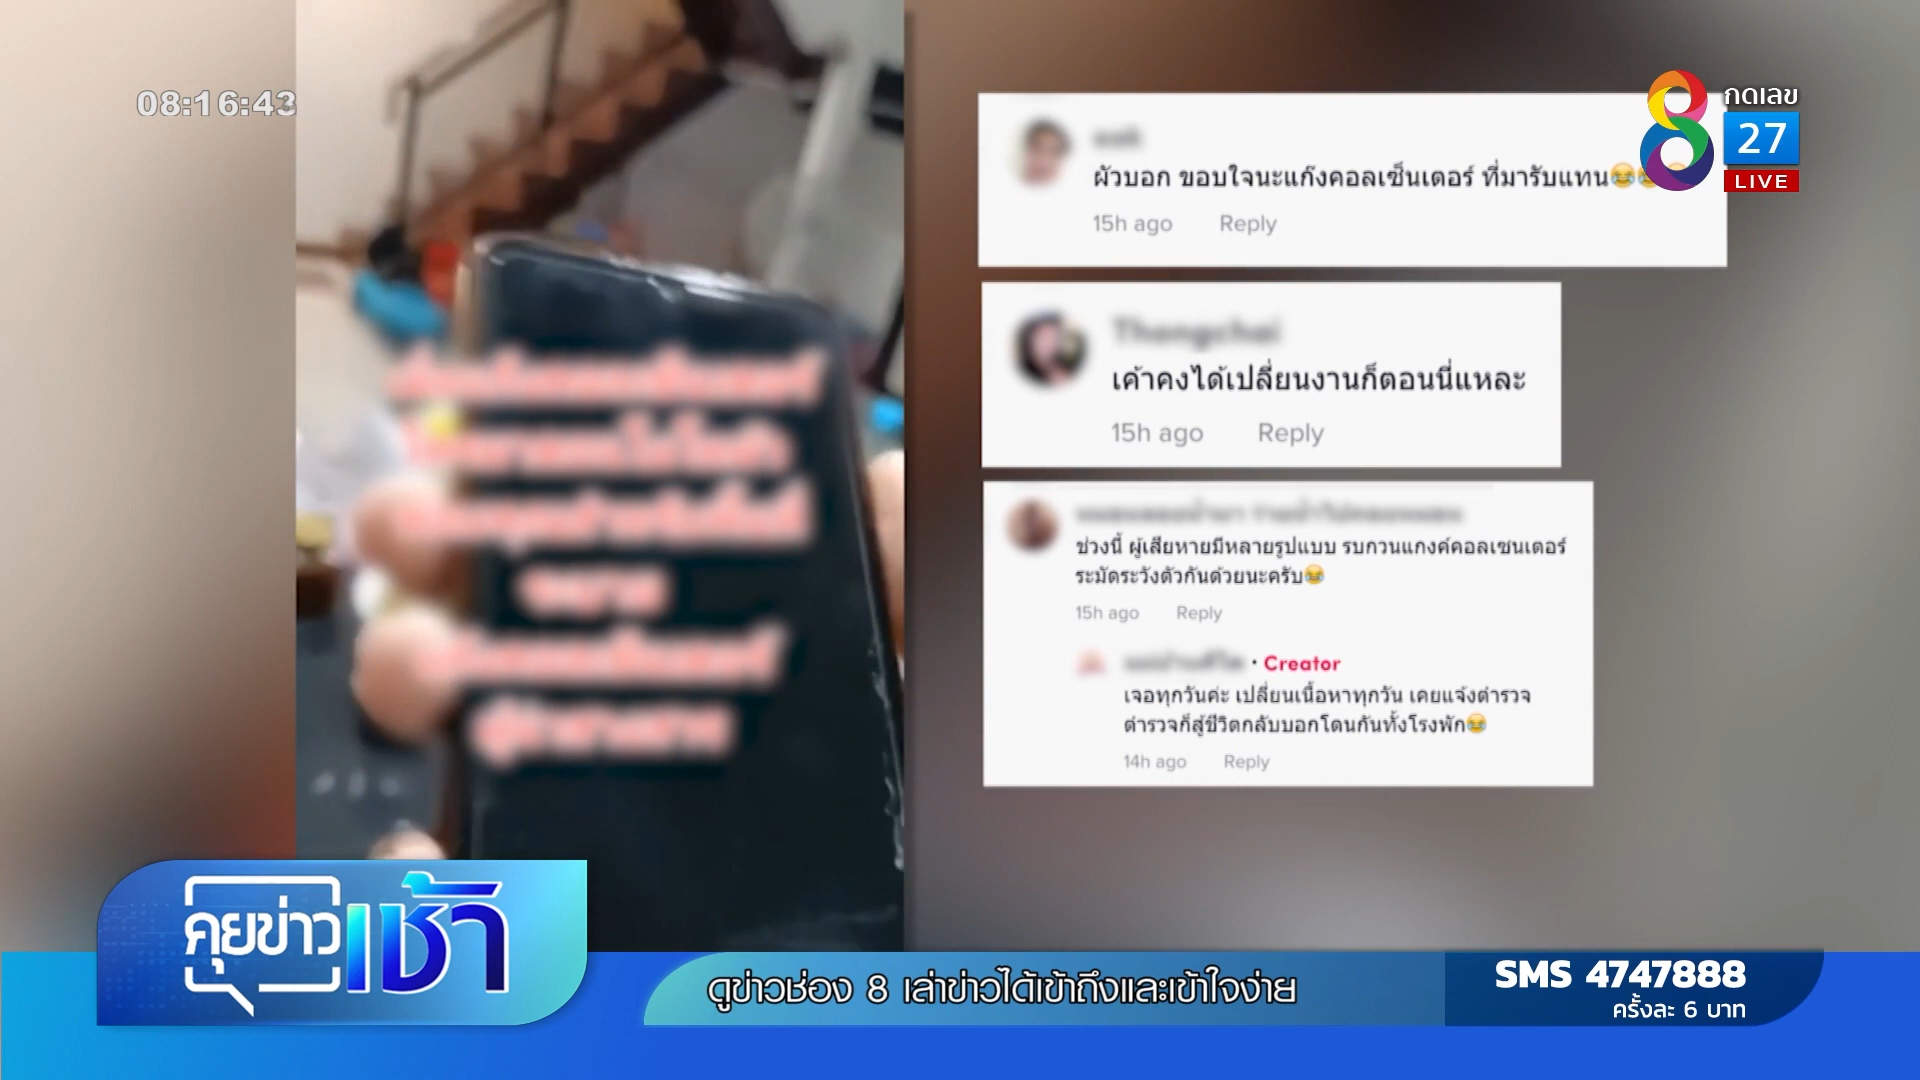 08:16:43
กดเลข
27
LIVE
ผัวบอก ขอบใจนะแก๊งคอลเซ็นเตอร์ ที่มารับแทน😂
15h ago Reply
เค้าคงได้เปลี่ยนงานก็ตอนนี่แหละ
15h ago Reply
ช่วงนี้ ผู้เสียหายมีหลายรูปแบบ รบกวนแกงค์คอลเซนเตอร์
ระมัดระวังตัวกันด้วยนะครับ😂
15h ago Reply
· Creator
เจอทุกวันค่ะ เปลี่ยนเนื้อหาทุกวัน เคยแจ้งตำรวจ
ตำรวจก็สู้ชีวิตกลับบอกโดนกันทั้งโรงพัก😂
14h ago Reply
คุยข่าวเช้า
ดูข่าวช่อง 8 เล่าข่าวได้เข้าถึงและเข้าใจง่าย
SMS 4747888
ครั้งละ 6 บาท